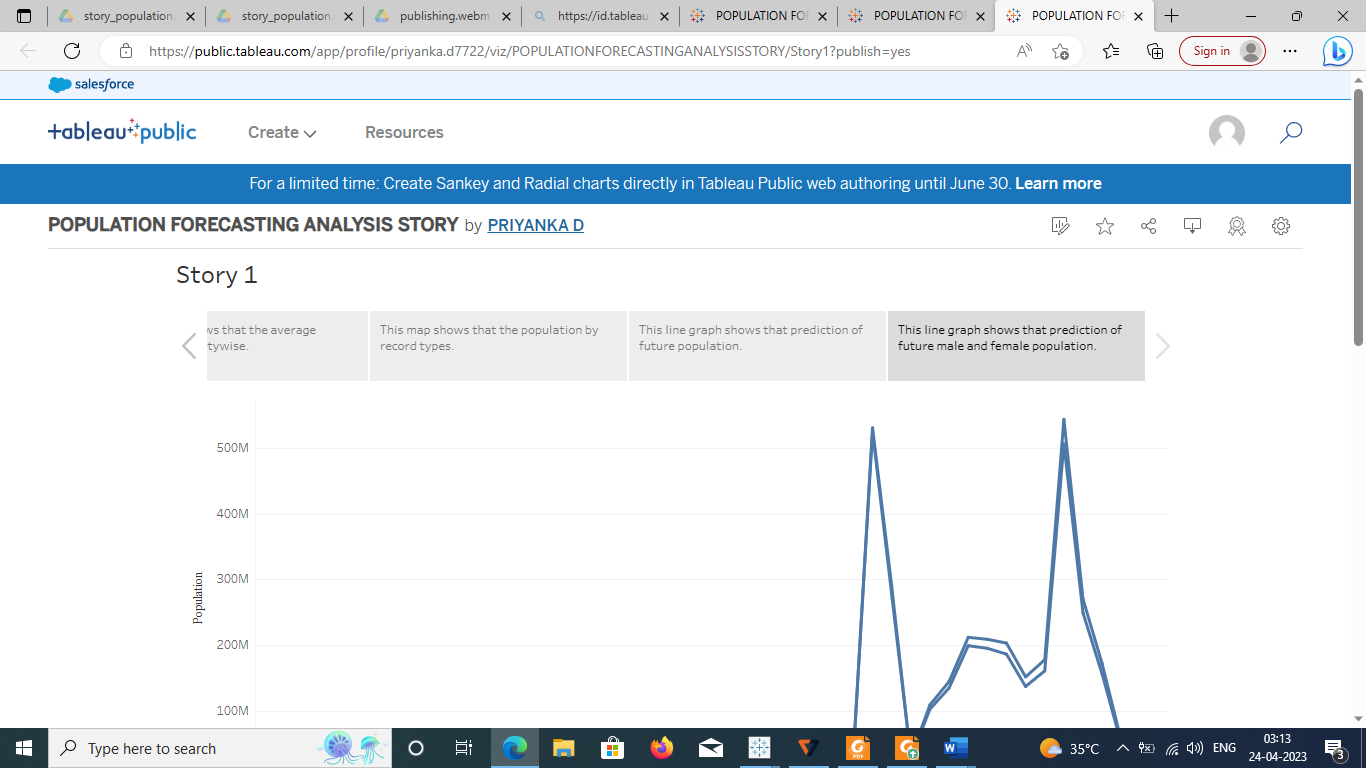 story_population.
story_population.
publishing.webm
https://id.tableau.
POPULATION FOR
POPULATION FOR
POPULATION FOR
https://public.tableau.com/app/profile/priyanka.d7722/viz/POPULATIONFORECASTINGANALYSISSTORY/Story1?publish=yes
Sign in
salesforce
tableau public
Create
Resources
For a limited time: Create Sankey and Radial charts directly in Tableau Public web authoring until June 30. Learn more
POPULATION FORECASTING ANALYSIS STORY by PRIYANKA D
Story 1
ws that the average
tywise.
This map shows that the population by
record types.
This line graph shows that prediction of
future population.
This line graph shows that prediction of
future male and female population.
500M
400M
300M
200M
100M
Population
Type here to search
35°C
ENG
03:13
24-04-2023
3